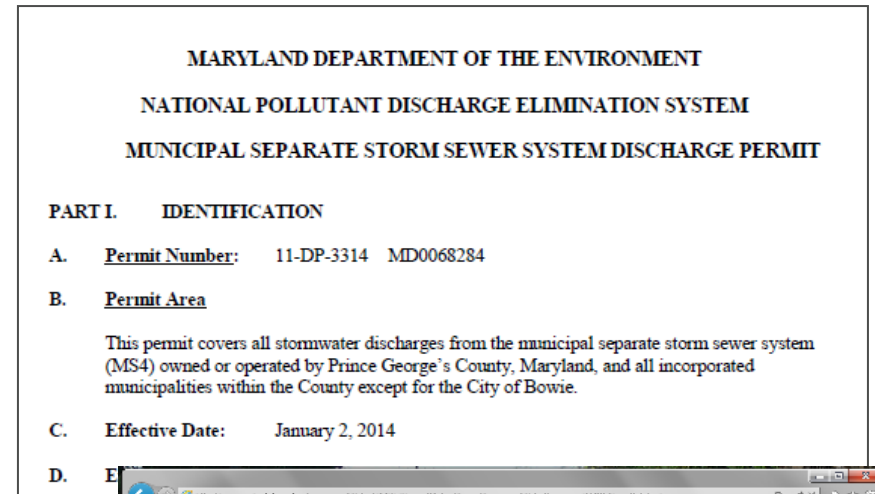 MARYLAND DEPARTMENT OF THE ENVIRONMENT
NATIONAL POLLUTANT DISCHARGE ELIMINATION SYSTEM
MUNICIPAL SEPARATE STORM SEWER SYSTEM DISCHARGE PERMIT
PART I. IDENTIFICATION
A. Permit Number: 11-DP-3314 MD0068284
B. Permit Area
This permit covers all stormwater discharges from the municipal separate storm sewer system
(MS4) owned or operated by Prince George's County, Maryland, and all incorporated
municipalities within the County except for the City of Bowie.
C. Effective Date: January 2, 2014
D. E